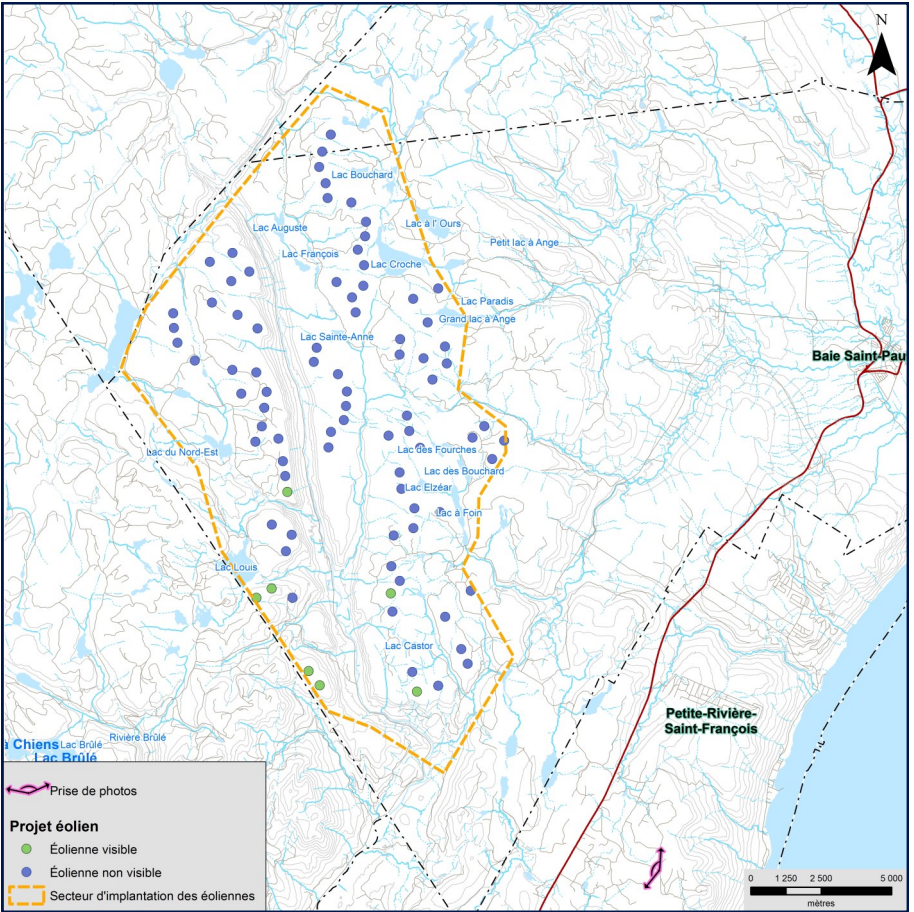 N
Lac Bouchard
Lac Auguste
Lac à l' Ours
Lac François
Petit lac à Ange
Lac Croche
Lac Paradis
Grand lac à Ange
Lac Sainte-Anne
Baie Saint-Pau
Lac du Nord-Est
Lac des Fourches
Lac des Bouchard
Lac Elzéar
Lac à Foin
Lac Louis
Lac Castor
Petite-Rivière-
Saint-François
Rivière Brûlé
à Chiens Lac Brûlé
Lac Brûlé
Prise de photos
Projet éolien
Éolienne visible
Éolienne non visible
Secteur d'implantation des éoliennes
0 1 250 2 500 5 000
mètres